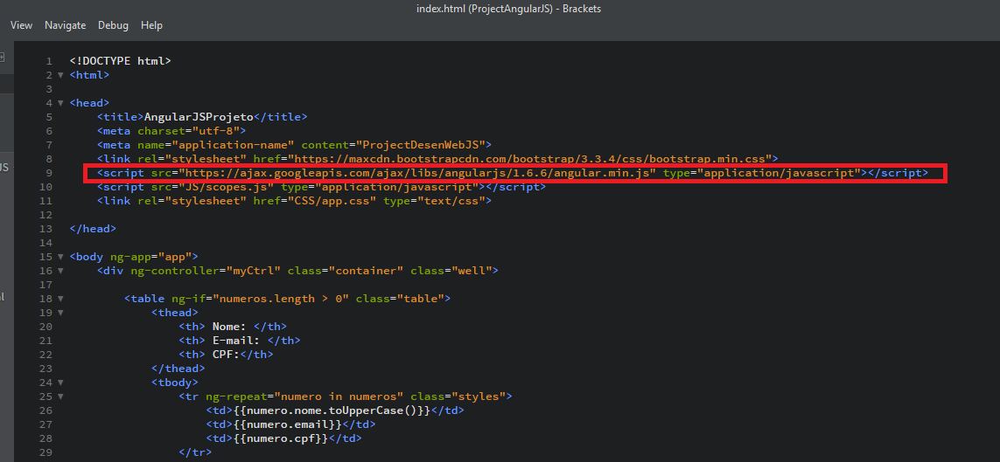 index.html (ProjectAngularJS) - Brackets
View Navigate Debug Help
1 <!DOCTYPE html>
2 <html>
3
4 <head>
5 <title>AngularJSProjeto</title>
6 <meta charset="utf-8">
7 <meta name="application-name" content="ProjectDesenWebJS">
8 <link rel="stylesheet" href="https://maxcdn.bootstrapcdn.com/bootstrap/3.3.4/css/bootstrap.min.css">
JS
9 <script src="https://ajax.googleapis.com/ajax/libs/angularjs/1.6.6/angular.min.js" type="application/javascript"></script>
10 <script src="JS/scopes.js" type="application/javascript"></script>
11 <link rel="stylesheet" href="CSS/app.css" type="text/css">
12
13 </head>
14
15 <body ng-app="app">
16 <div ng-controller="myCtrl" class="container" class="well">
17
18 <table ng-if="numeros.length > 0" class="table">
19 <thead>
20 <th> Nome: </th>
21 <th> E-mail: </th>
22 <th> CPF:</th>
23 </thead>
24 <tbody>
25 <tr ng-repeat="numero in numeros" class="styles">
26 <td>{{numero.nome.toUpperCase()}}</td>
27 <td>{{numero.email}}</td>
28 <td>{{numero.cpf}}</td>
29 </tr>